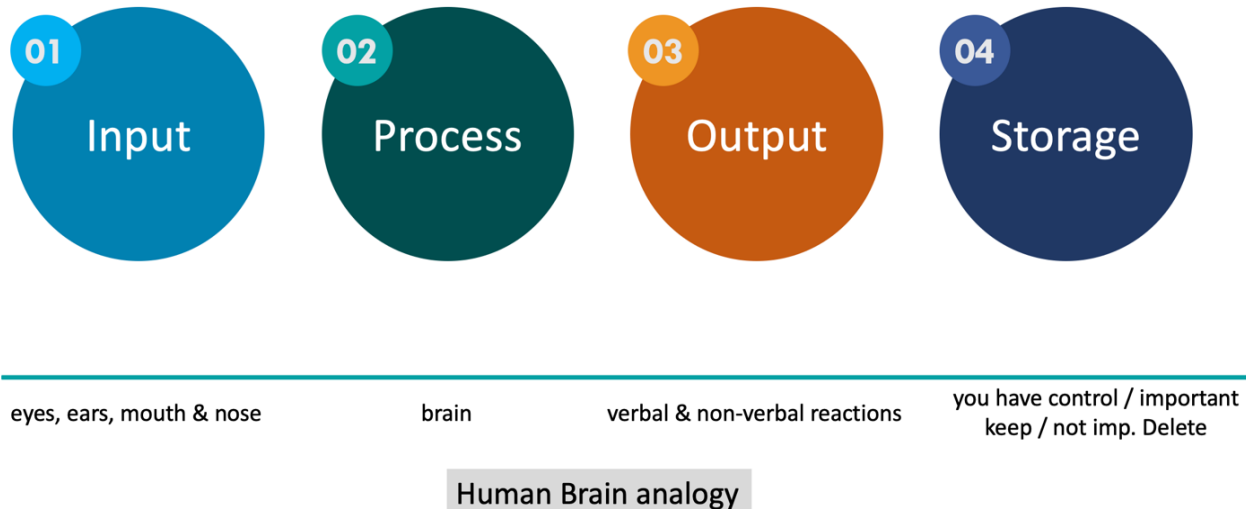 01
Input
02
Process
03
Output
04
Storage
eyes, ears, mouth & nose
brain
verbal & non-verbal reactions
you have control / important
keep / not imp. Delete
Human Brain analogy